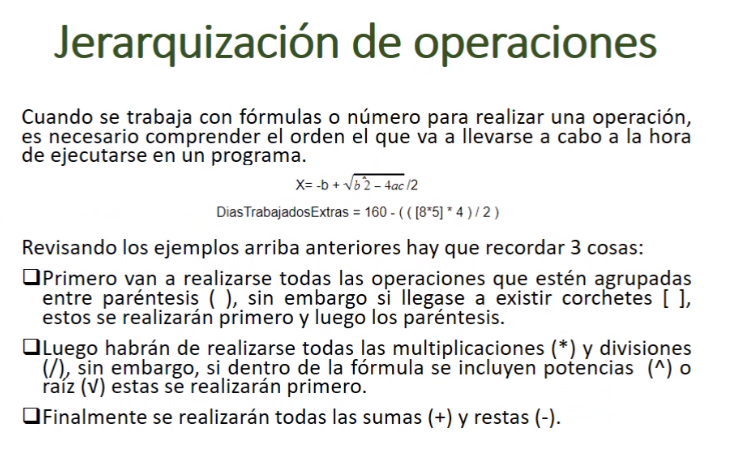 Jerarquización de operaciones
Cuando se trabaja con fórmulas o número para realizar una operación,
es necesario comprender el orden el que va a llevarse a cabo a la hora
de ejecutarse en un programa.
X= -b + √b^2 – 4ac /2
DiasTrabajadosExtras = 160 - ( ( [8*5] * 4 ) / 2 )
Revisando los ejemplos arriba anteriores hay que recordar 3 cosas:
❑Primero van a realizarse todas las operaciones que estén agrupadas
entre paréntesis ( ), sin embargo si llegase a existir corchetes [ ],
estos se realizarán primero y luego los paréntesis.
❑Luego habrán de realizarse todas las multiplicaciones (*) y divisiones
(/), sin embargo, si dentro de la fórmula se incluyen potencias (^) o
raíz (√) estas se realizarán primero.
❑Finalmente se realizarán todas las sumas (+) y restas (-).